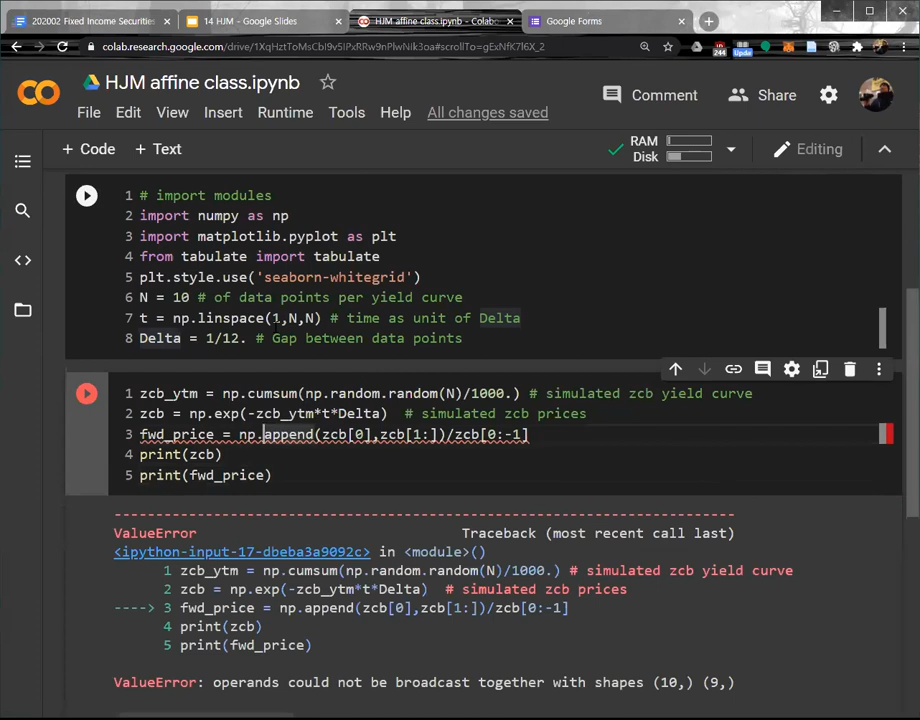 202002 Fixed Income Securities
14 HJM - Google Slides
HJM affine class.ipynb - Colab
Google Forms
colab.research.google.com/drive/1XqHztToMsCbI9v5IPxRRw9nPlwNik3oa#scrollTo=gExNfK7I6X_2
244
Upda
HJM affine class.ipynb
Comment
Share
File Edit View Insert Runtime Tools Help All changes saved
+ Code + Text
RAM
Disk
Editing
1 # import modules
2 import numpy as np
3 import matplotlib.pyplot as plt
4 from tabulate import tabulate
5 plt.style.use('seaborn-whitegrid')
6 N = 10 # of data points per yield curve
7 t = np.linspace(1,N,N) # time as unit of Delta
8 Delta = 1/12. # Gap between data points
1 zcb_ytm = np.cumsum(np.random.random(N)/1000.) # simulated zcb yield curve
2 zcb = np.exp(-zcb_ytm*t*Delta) # simulated zcb prices
3 fwd_price = np.append(zcb[0],zcb[1:])/zcb[0:-1]
4 print(zcb)
5 print(fwd_price)
ValueError Traceback (most recent call last)
<ipython-input-17-dbeba3a9092c> in <module>()
1 zcb_ytm = np.cumsum(np.random.random(N)/1000.) # simulated zcb yield curve
2 zcb = np.exp(-zcb_ytm*t*Delta) # simulated zcb prices
----> 3 fwd_price = np.append(zcb[0],zcb[1:])/zcb[0:-1]
4 print(zcb)
5 print(fwd_price)
ValueError: operands could not be broadcast together with shapes (10,) (9,)